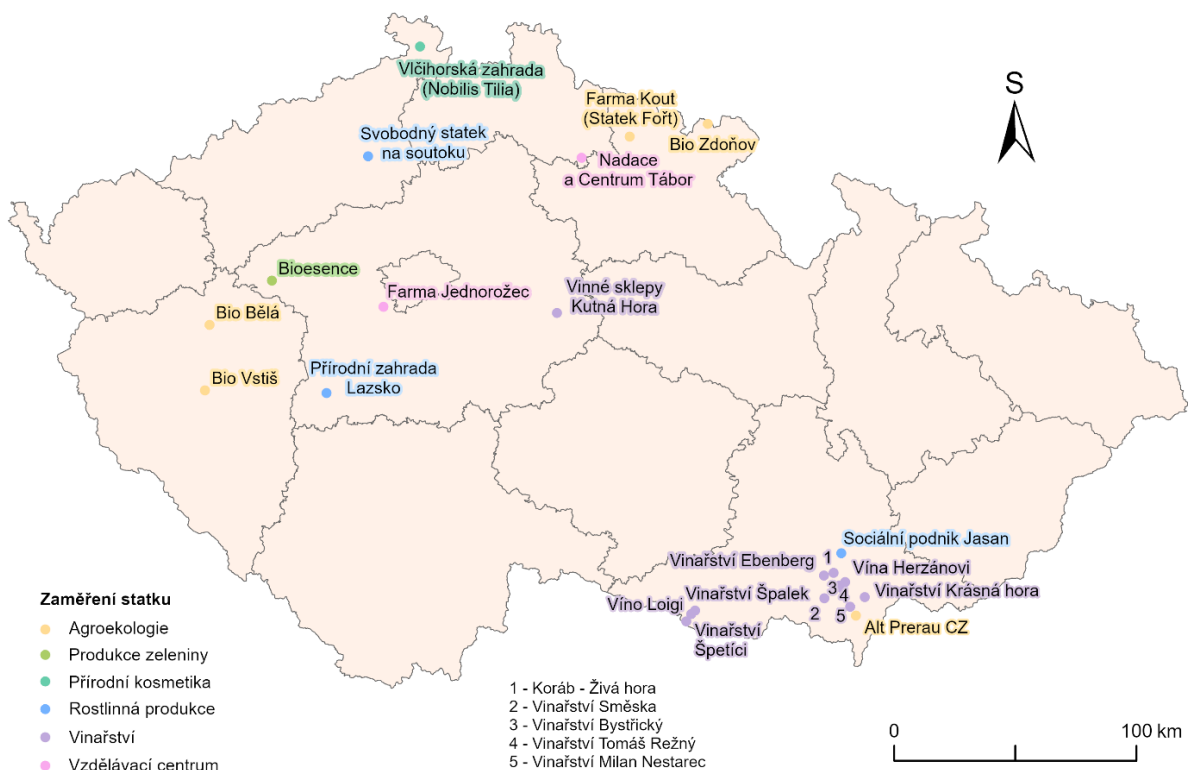 Vlčihorská zahrada
(Nobilis Tilia)
S
Farma Kout
(Statek Fořt)
Bio Zdoňov
Svobodný statek
na soutoku
Nadace
a Centrum Tábor
Bioesence
Farma Jednorožec
Vinné sklepy
Kutná Hora
Bio Bělá
Bio Vstiš
Přírodní zahrada
Lazsko
Sociální podnik Jasan
Vinařství Ebenberg
1
Vína Herzánovi
3
Vinařství Špalek
4
Vinařství Krásná hora
Víno Loigi
2
5
Alt Prerau CZ
Vinařství
Špetíci
Zaměření statku
Agroekologie
Produkce zeleniny
Přírodní kosmetika
Rostlinná produkce
Vinařství
Vzdělávací centrum
1 - Koráb - Živá hora
2 - Vinařství Směska
3 - Vinařství Bystřický
4 - Vinařství Tomáš Režný
5 - Vinařství Milan Nestarec
0
100 km